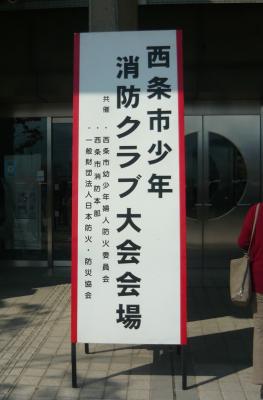 西条市少年
消防クラブ大会会場
共催
・西条市幼少年婦人防火委員会
・西条市消防本部
・一般財団法人日本防火・防災協会